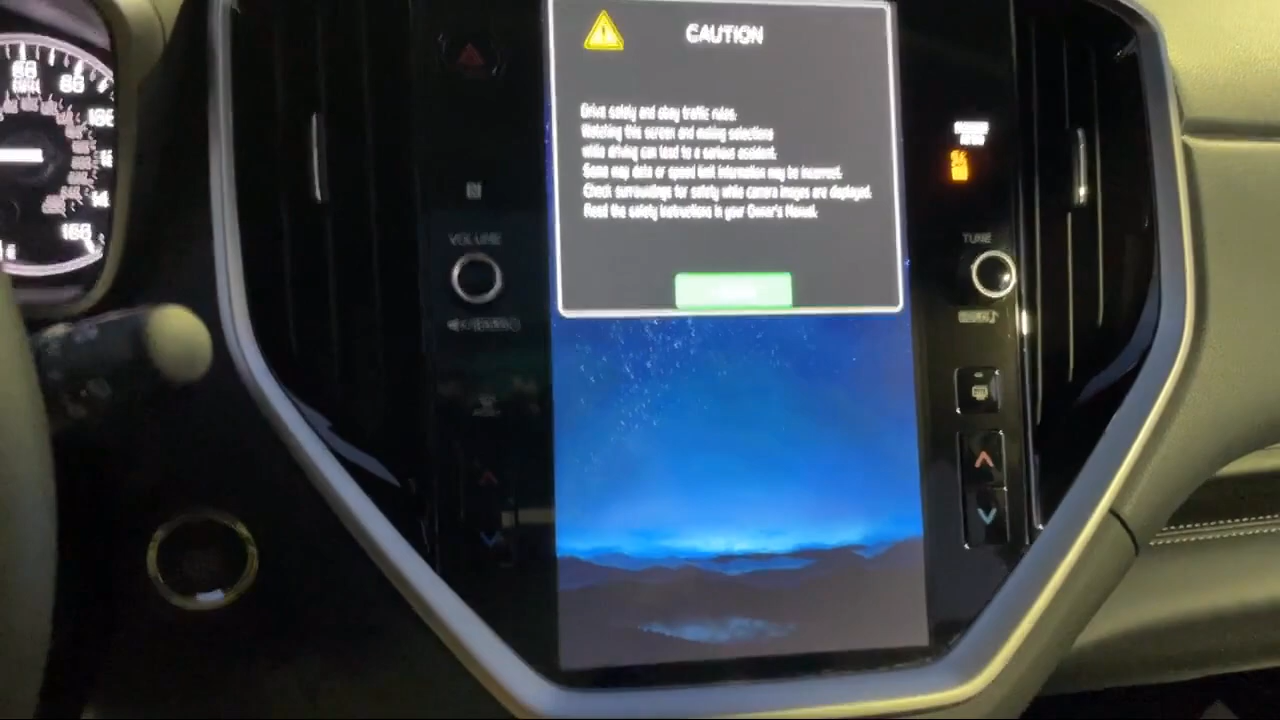 CAUTION
Drive safely and obey traffic rules.
Watching this screen and making selections
while driving can lead to a serious accident.
Some map data or speed limit information may be incorrect.
Check surroundings for safety while camera images are displayed.
Read the safety instructions in your Owner's Manual.
VOLUME
TUNE
80
160